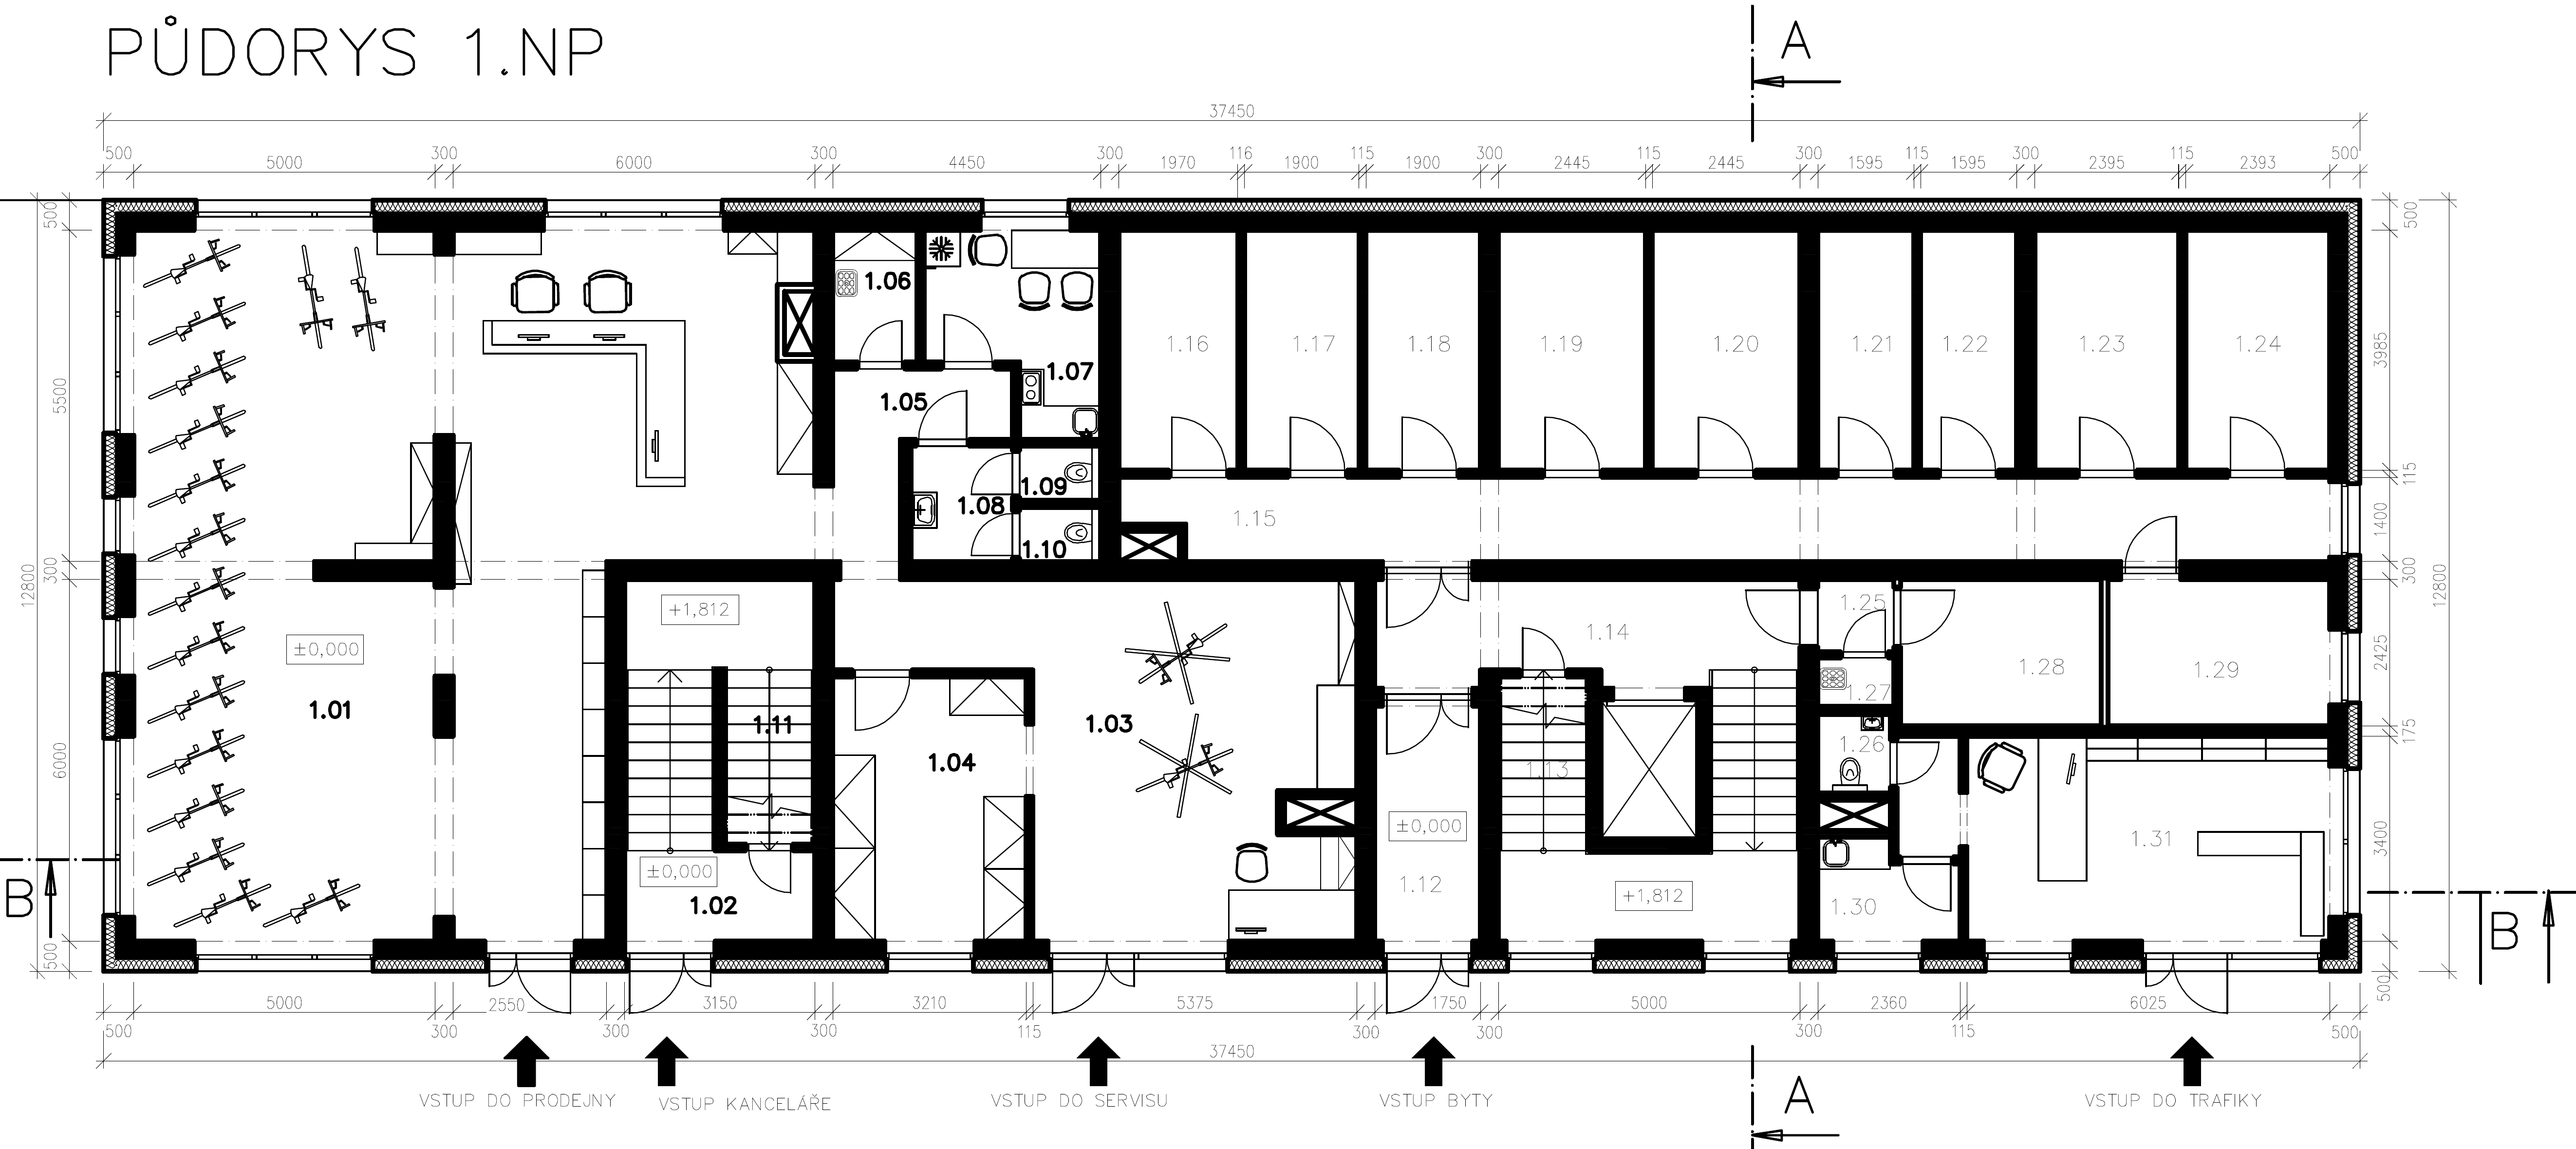 PŮDORYS 1.NP
A
37450
500 5000 300 6000 300 4450 300 1970 116 1900 115 1900 300 2445 115 2445 300 1595 115 1595 300 2395 115 2393 500
500 5500 300 6000 500
12800
500 3985 115 1400 300 2425 175 3400 500
12800
1.06
1.07
1.05
1.16 1.17 1.18 1.19 1.20 1.21 1.22 1.23 1.24
1.09
1.08
1.15
1.10
+1,812
1.25
1.14
±0,000
1.28 1.29
1.27
1.01
1.11
1.03
1.26
1.04
1.13
±0,000
1.31
±0,000
1.12
+1,812
1.02
1.30
B
B
500 5000 300 2550 300 3150 300 3210 115 5375 300 1750 300 5000 300 2360 115 6025 500
37450
VSTUP DO PRODEJNY
VSTUP KANCELÁŘE
VSTUP DO SERVISU
VSTUP BYTY
VSTUP DO TRAFIKY
A